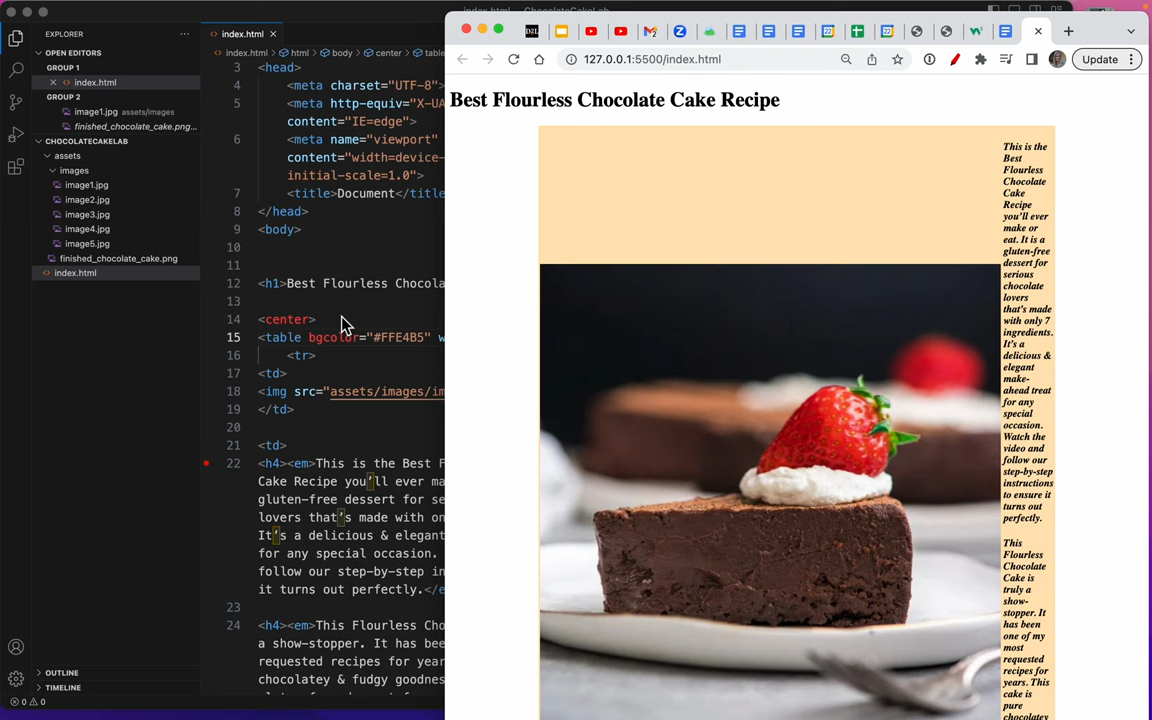 index.html — ChocolateCakeLab
EXPLORER
OPEN EDITORS
GROUP 1
index.html
GROUP 2
image1.jpg assets/images
finished_chocolate_cake.png...
CHOCOLATECAKELAB
assets
images
image1.jpg
image2.jpg
image3.jpg
image4.jpg
image5.jpg
finished_chocolate_cake.png
index.html
OUTLINE
TIMELINE
0 0
index.html
index.html > html > body > center > table
3 <head>
4 <meta charset="UTF-8">
5 <meta http-equiv="X-UA
content="IE=edge">
6 <meta name="viewport"
content="width=device-
initial-scale=1.0">
7 <title>Document</title
8 </head>
9 <body>
10
11
12 <h1>Best Flourless Chocola
13
14 <center>
15 <table bgcolor="#FFE4B5" w
16 <tr>
17 <td>
18 <img src="assets/images/im
19 </td>
20
21 <td>
22 <h4><em>This is the Best F
Cake Recipe you’ll ever ma
gluten-free dessert for se
lovers that’s made with on
It’s a delicious & elegant
for any special occasion.
follow our step-by-step in
it turns out perfectly.</e
23
24 <h4><em>This Flourless Cho
a show-stopper. It has bee
requested recipes for year
chocolatey & fudgy goodnes
D2L
127.0.0.1:5500/index.html
Update
Best Flourless Chocolate Cake Recipe
This is the
Best
Flourless
Chocolate
Cake
Recipe
you’ll ever
make or
eat. It is a
gluten-free
dessert for
serious
chocolate
lovers
that’s made
with only 7
ingredients.
It’s a
delicious &
elegant
make-
ahead treat
for any
special
occasion.
Watch the
video and
follow our
step-by-step
instructions
to ensure it
turns out
perfectly.
This
Flourless
Chocolate
Cake is
truly a
show-
stopper. It
has been
one of my
most
requested
recipes for
years. This
cake is
pure
chocolatey